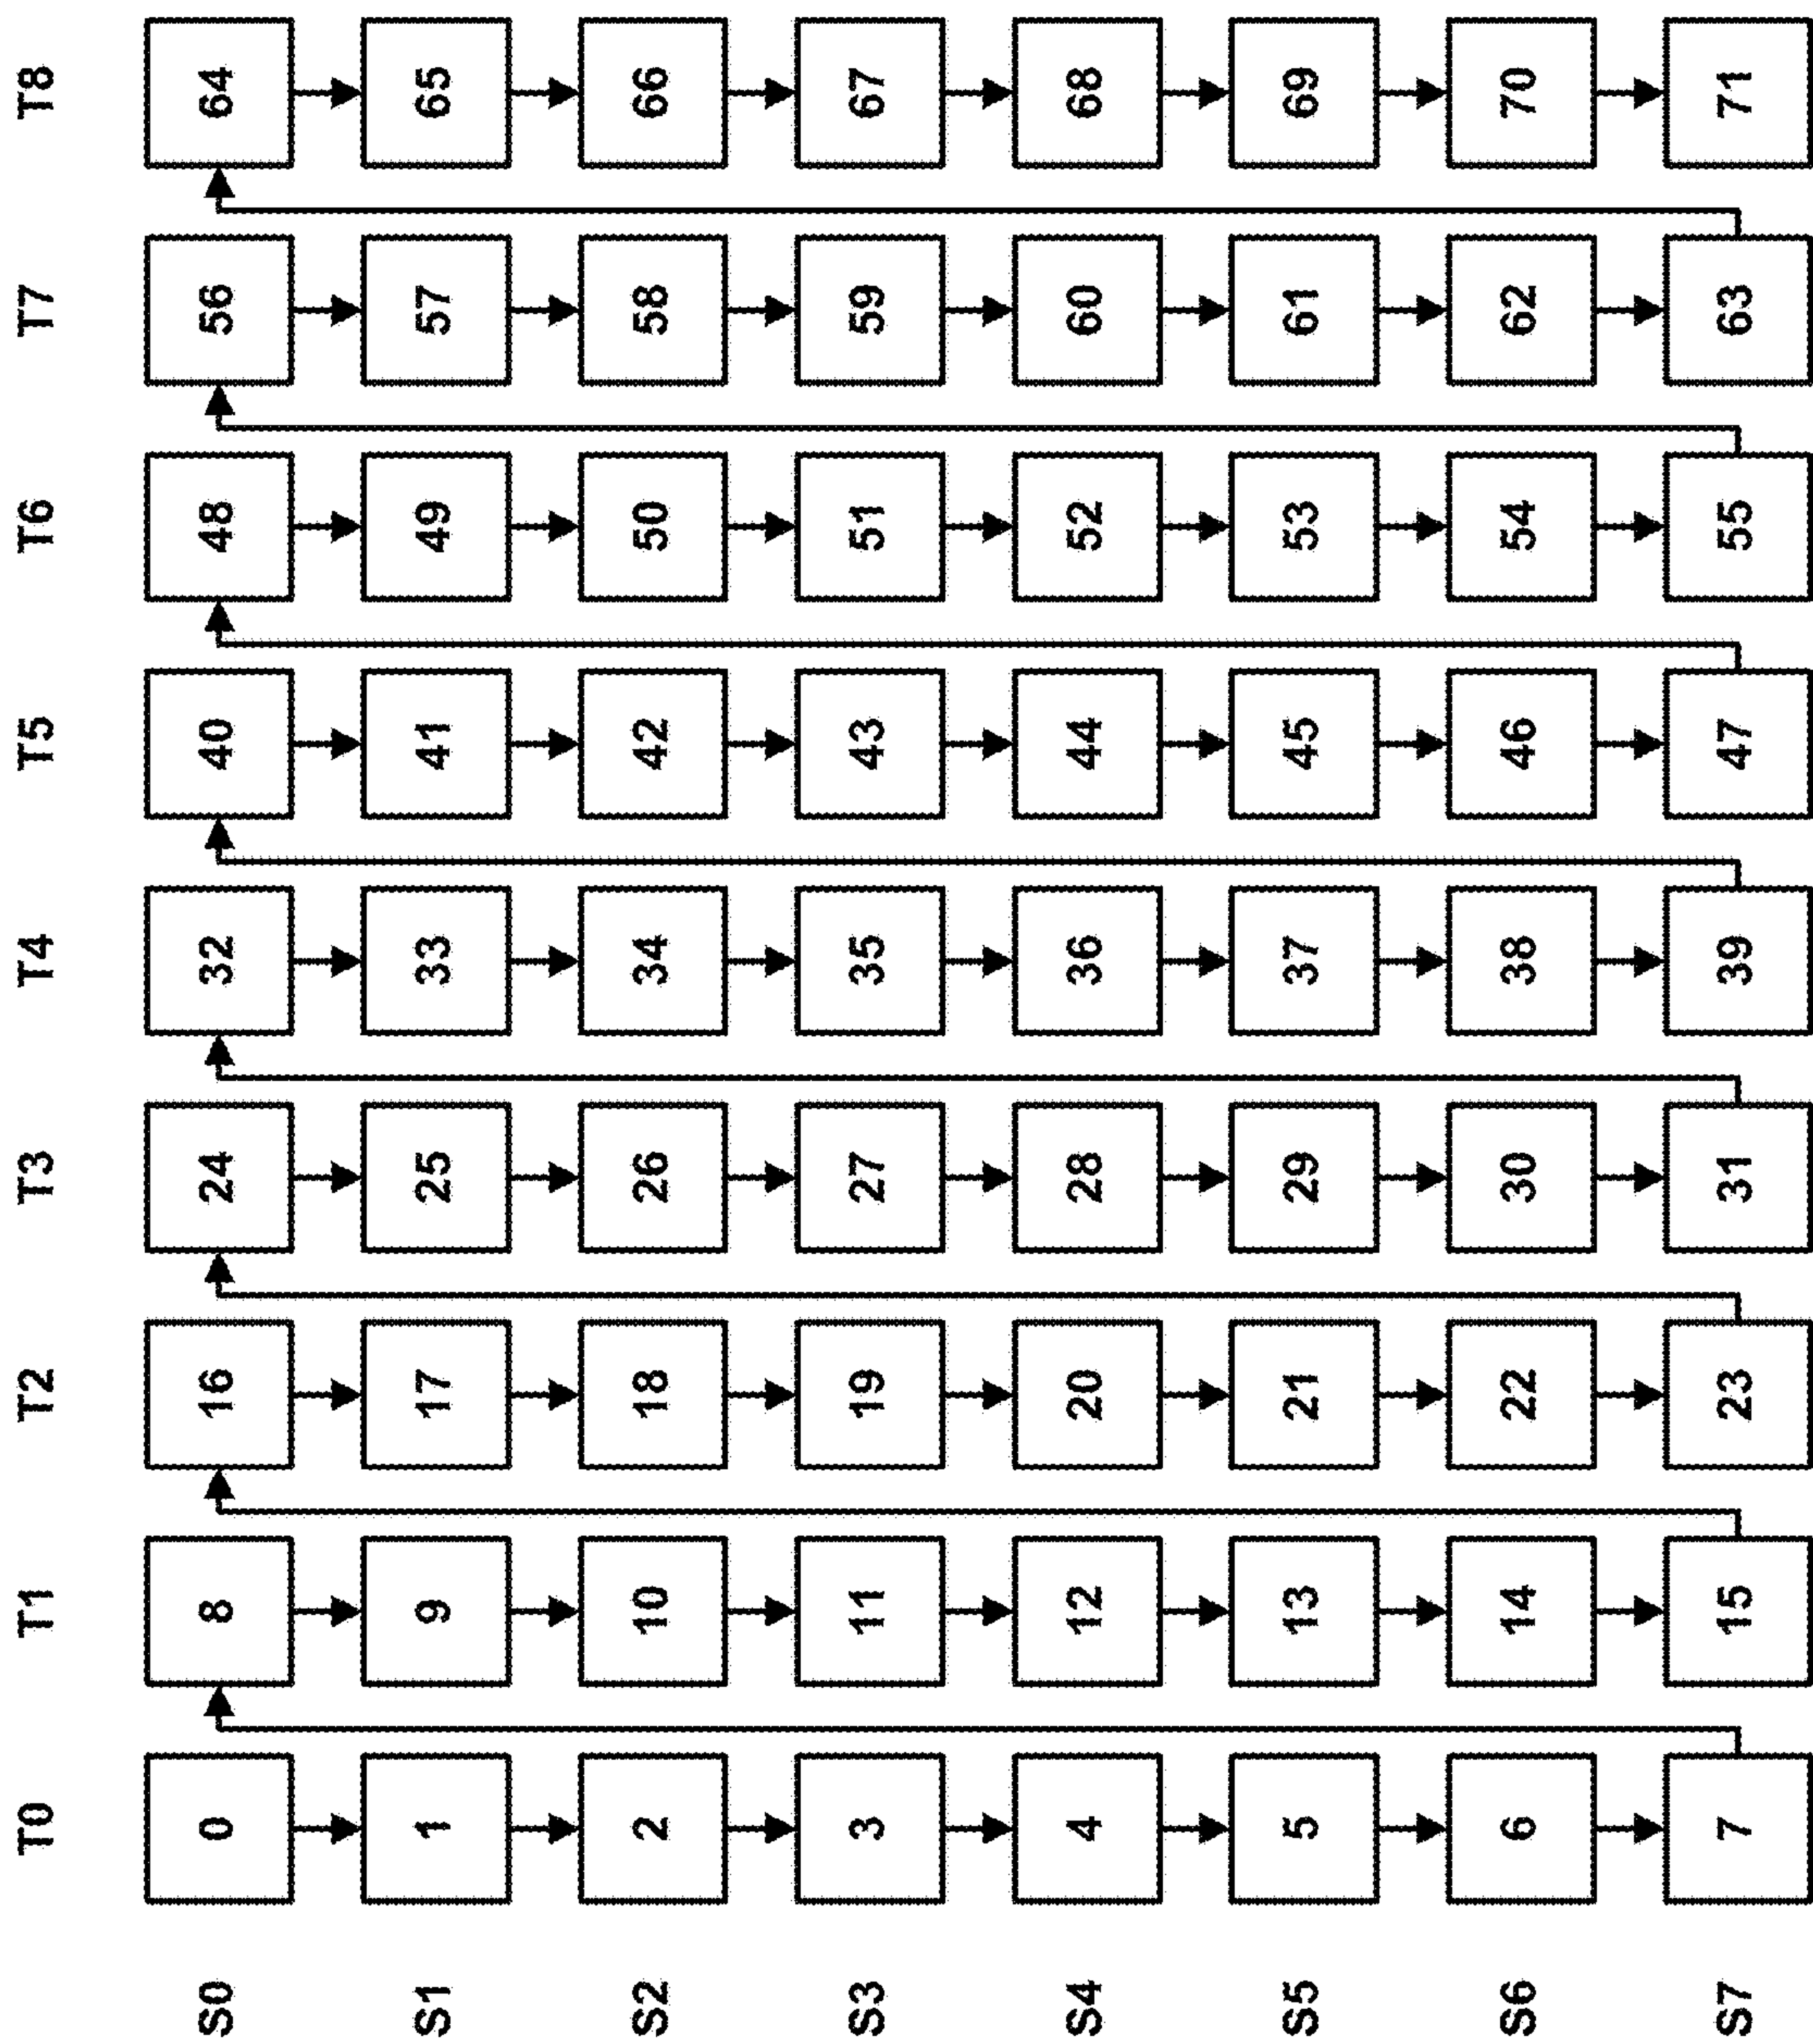 T0 T1 T2 T3 T4 T5 T6 T7 T8
S0 0 8 16 24 32 40 48 56 64
S1 1 9 17 25 33 41 49 57 65
S2 2 10 18 26 34 42 50 58 66
S3 3 11 19 27 35 43 51 59 67
S4 4 12 20 28 36 44 52 60 68
S5 5 13 21 29 37 45 53 61 69
S6 6 14 22 30 38 46 54 62 70
S7 7 15 23 31 39 47 55 63 71